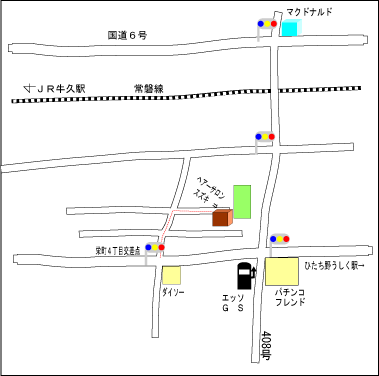 マクドナルド
国道６号
ＪＲ牛久駅
常磐線
ヘアーサロン
スズキ
栄町４丁目交差点
ひたち野うしく駅→
ダイソー
エッソ
ＧＳ
パチンコ
フレンド
408号